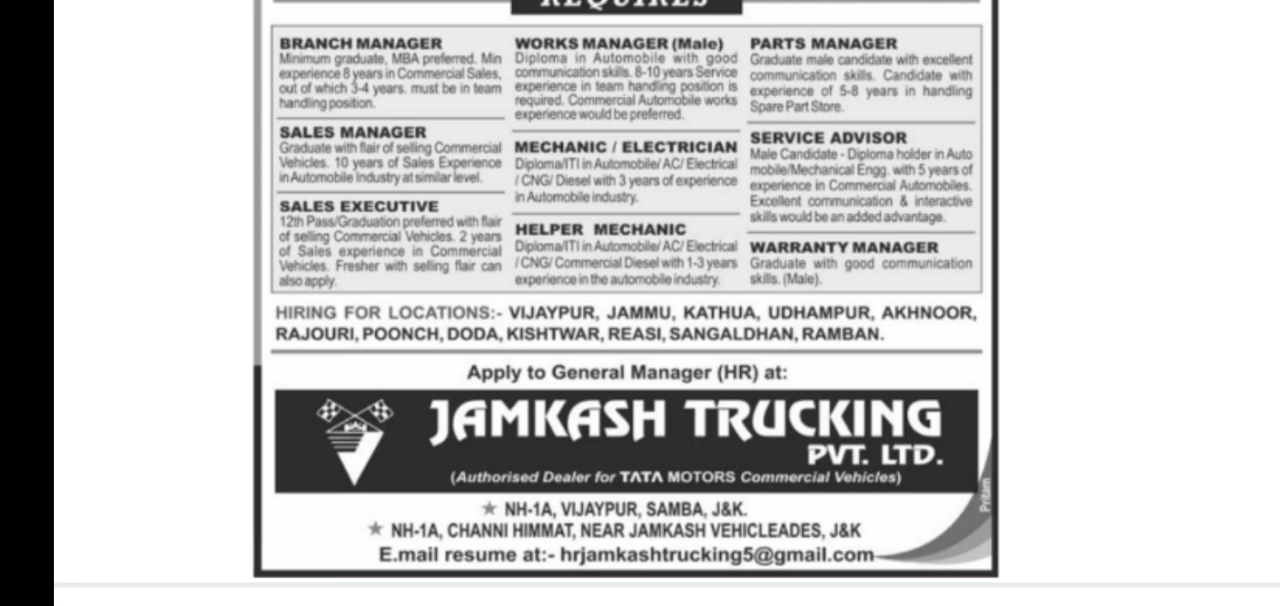 REQUIRES
BRANCH MANAGER
Minimum graduate, MBA preferred. Min
experience 8 years in Commercial Sales,
out of which 3-4 years. must be in team
handling position.
SALES MANAGER
Graduate with flair of selling Commercial
Vehicles. 10 years of Sales Experience
in Automobile Industry at similar level.
SALES EXECUTIVE
12th Pass/Graduation preferred with flair
of selling Commercial Vehicles. 2 years
of Sales experience in Commercial
Vehicles. Fresher with selling flair can
also apply.
WORKS MANAGER (Male)
Diploma in Automobile with good
communication skills. 8-10 years Service
experience in team handling position is
required. Commercial Automobile works
experience would be preferred.
MECHANIC / ELECTRICIAN
Diploma/ITI in Automobile/ AC/ Electrical
/ CNG/ Diesel with 3 years of experience
in Automobile industry.
HELPER MECHANIC
Diploma/ITI in Automobile/ AC/ Electrical
/ CNG/ Commercial Diesel with 1-3 years
experience in the automobile industry.
PARTS MANAGER
Graduate male candidate with excellent
communication skills. Candidate with
experience of 5-8 years in handling
Spare Part Store.
SERVICE ADVISOR
Male Candidate - Diploma holder in Auto
mobile/Mechanical Engg. with 5 years of
experience in Commercial Automobiles.
Excellent communication & interactive
skills would be an added advantage.
WARRANTY MANAGER
Graduate with good communication
skills. (Male).
HIRING FOR LOCATIONS:- VIJAYPUR, JAMMU, KATHUA, UDHAMPUR, AKHNOOR,
RAJOURI, POONCH, DODA, KISHTWAR, REASI, SANGALDHAN, RAMBAN.
Apply to General Manager (HR) at:
JAMKASH TRUCKING
PVT. LTD.
(Authorised Dealer for TATA MOTORS Commercial Vehicles)
★ NH-1A, VIJAYPUR, SAMBA, J&K.
★ NH-1A, CHANNI HIMMAT, NEAR JAMKASH VEHICLEADES, J&K
E.mail resume at:- hrjamkashtrucking5@gmail.com
Pritam